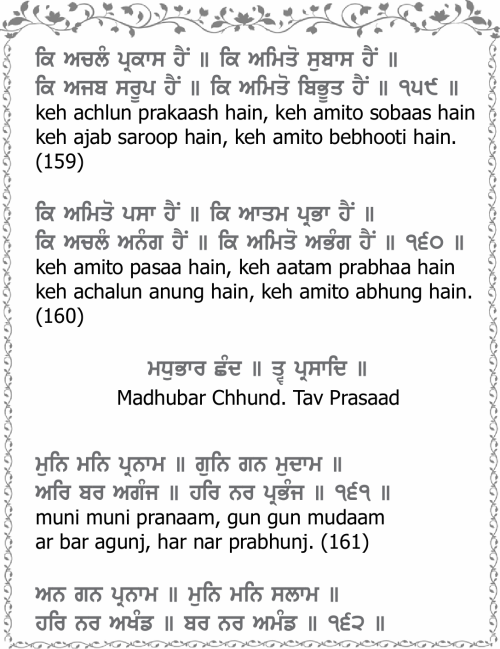 ਕਿ ਅਚਲੰ ਪ੍ਰਕਾਸ ਹੈਂ ॥ ਕਿ ਅਮਿਤੋ ਸੁਬਾਸ ਹੈਂ ॥
ਕਿ ਅਜਬ ਸਰੂਪ ਹੈਂ ॥ ਕਿ ਅਮਿਤੋ ਬਿਭੂਤ ਹੈਂ ॥ ੧੫੯ ॥
keh achlun prakaash hain, keh amito sobaas hain
keh ajab saroop hain, keh amito bebhooti hain.
(159)
ਕਿ ਅਮਿਤੋ ਪਸਾ ਹੈਂ ॥ ਕਿ ਆਤਮ ਪ੍ਰਭਾ ਹੈਂ ॥
ਕਿ ਅਚਲੰ ਅਨੰਗ ਹੈਂ ॥ ਕਿ ਅਮਿਤੋ ਅਭੰਗ ਹੈਂ ॥ ੧੬੦ ॥
keh amito pasaa hain, keh aatam prabhaa hain
keh achalun anung hain, keh amito abhung hain.
(160)
ਮਧੁਭਾਰ ਛੰਦ ॥ ਤ੍ਵ ਪ੍ਰਸਾਦਿ ॥
Madhubar Chhund. Tav Prasaad
ਮੁਨਿ ਮਨਿ ਪ੍ਰਨਾਮ ॥ ਗੁਨਿ ਗਨ ਮੁਦਾਮ ॥
ਅਰਿ ਬਰ ਅਗੰਜ ॥ ਹਰਿ ਨਰ ਪ੍ਰਭੰਜ ॥ ੧੬੧ ॥
muni muni pranaam, gun gun mudaam
ar bar agunj, har nar prabhunj. (161)
ਅਨ ਗਨ ਪ੍ਰਨਾਮ ॥ ਮੁਨਿ ਮਨਿ ਸਲਾਮ ॥
ਹਰਿ ਨਰ ਅਖੰਡ ॥ ਬਰ ਨਰ ਅਮੰਡ ॥ ੧੬੨ ॥